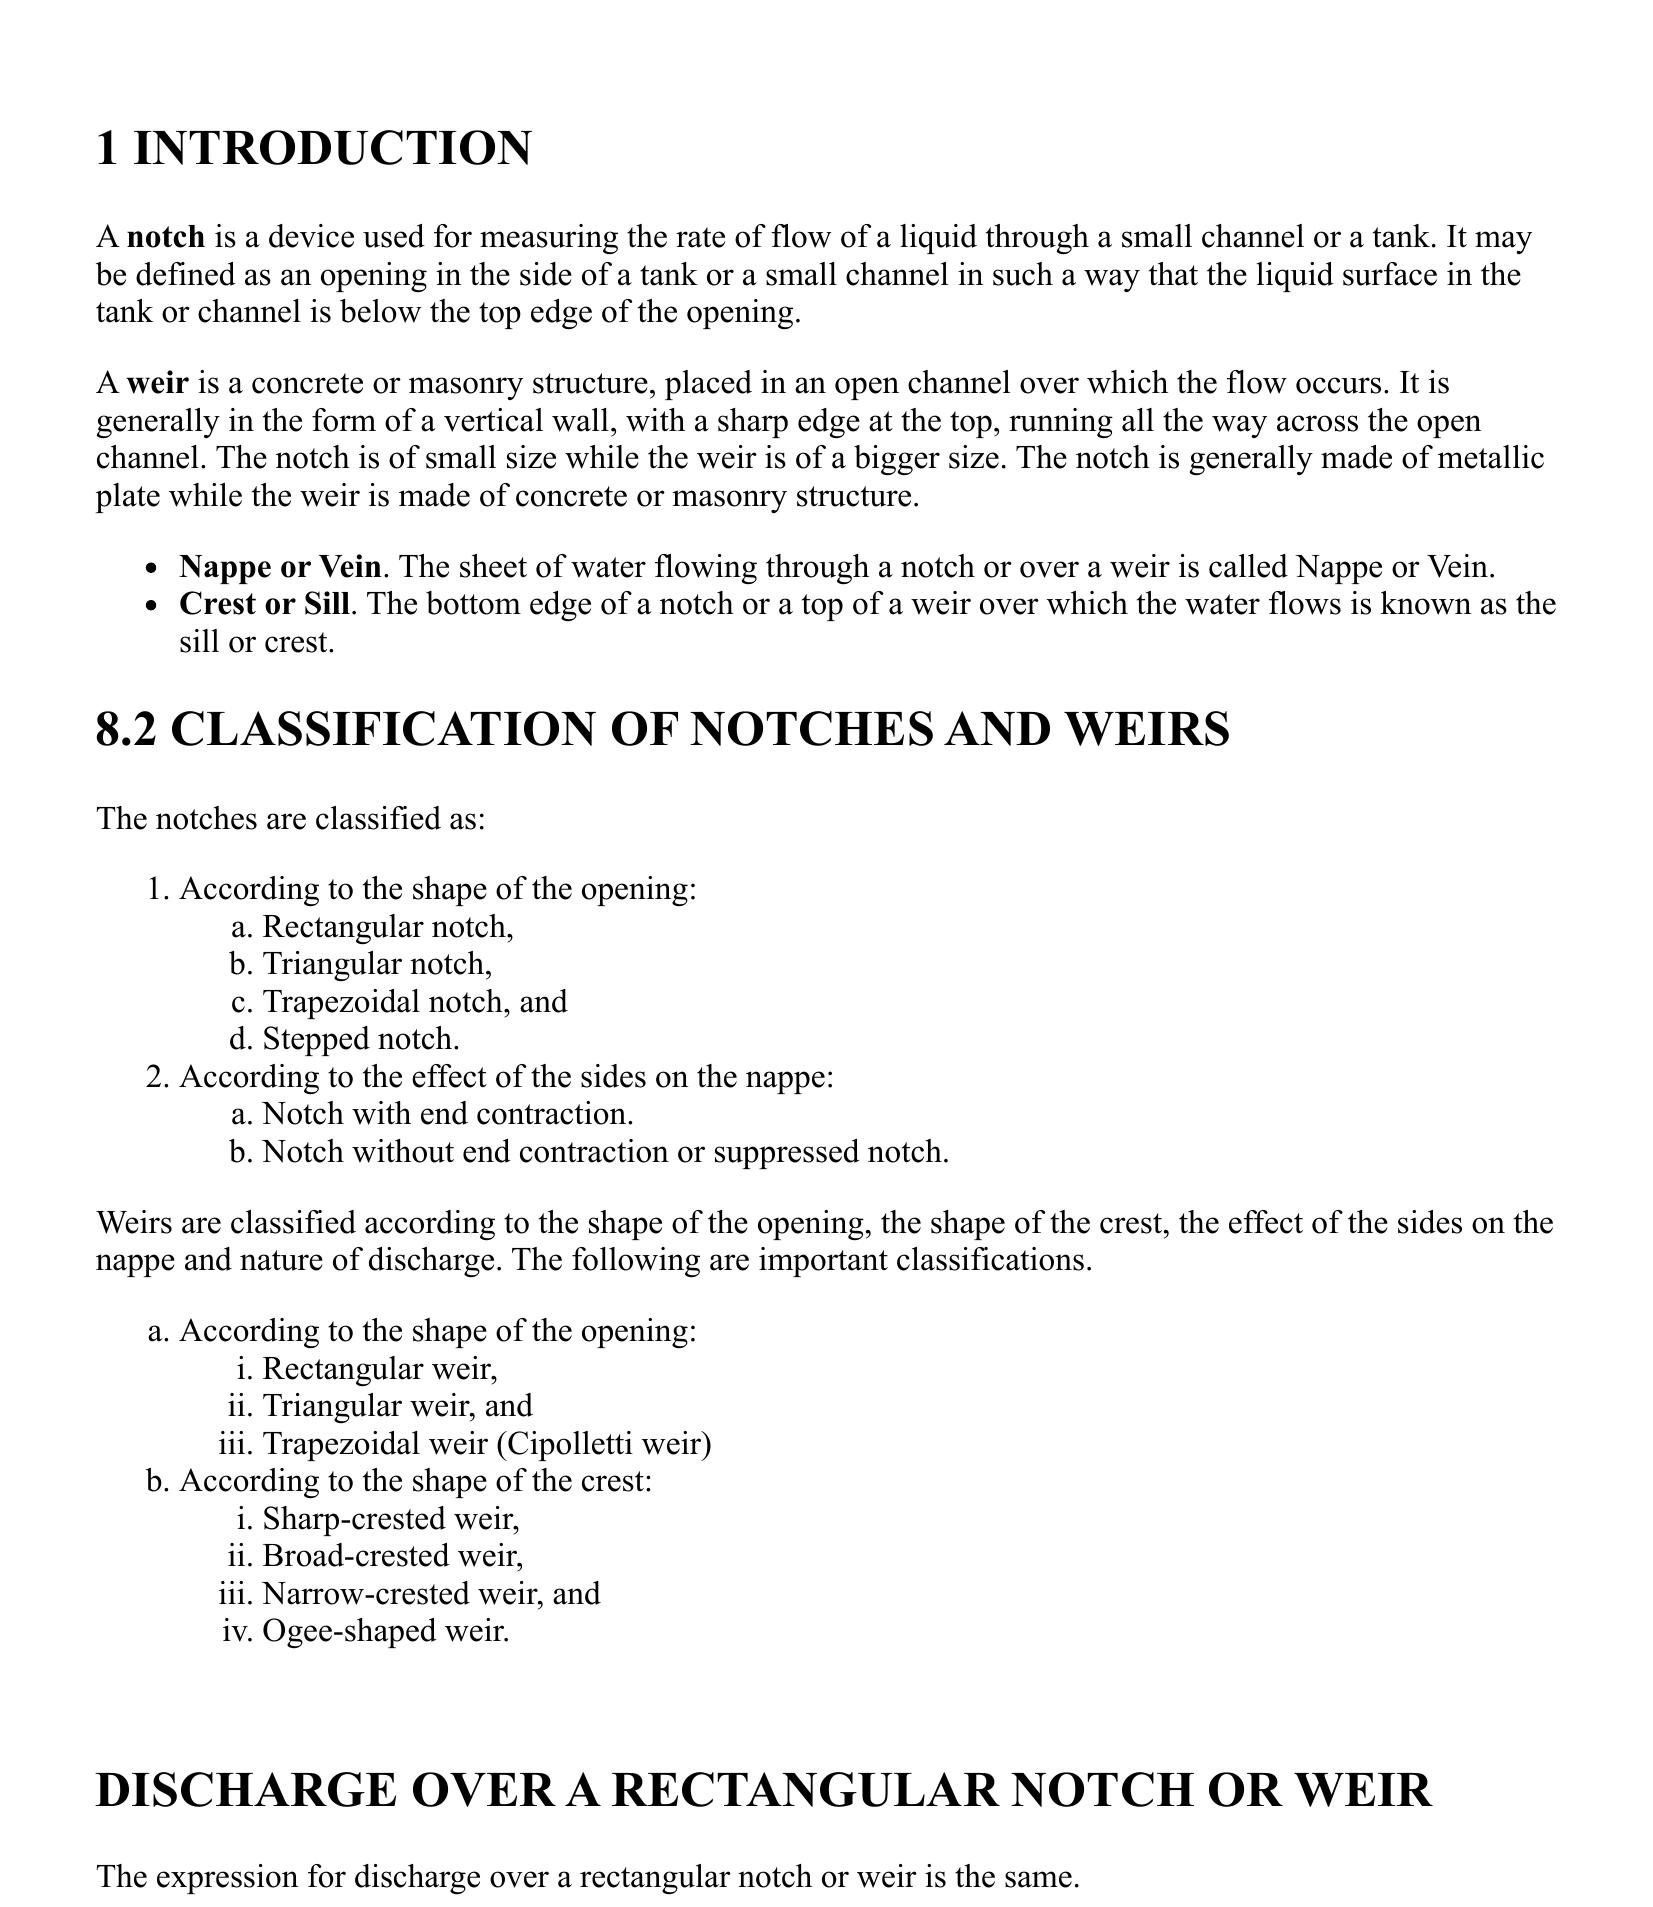 1 INTRODUCTION
A notch is a device used for measuring the rate of flow of a liquid through a small channel or a tank. It may
be defined as an opening in the side of a tank or a small channel in such a way that the liquid surface in the
tank or channel is below the top edge of the opening.
A weir is a concrete or masonry structure, placed in an open channel over which the flow occurs. It is
generally in the form of a vertical wall, with a sharp edge at the top, running all the way across the open
channel. The notch is of small size while the weir is of a bigger size. The notch is generally made of metallic
plate while the weir is made of concrete or masonry structure.
• Nappe or Vein. The sheet of water flowing through a notch or over a weir is called Nappe or Vein.
• Crest or Sill. The bottom edge of a notch or a top of a weir over which the water flows is known as the
sill or crest.
8.2 CLASSIFICATION OF NOTCHES AND WEIRS
The notches are classified as:
1. According to the shape of the opening:
a. Rectangular notch,
b. Triangular notch,
c. Trapezoidal notch, and
d. Stepped notch.
2. According to the effect of the sides on the nappe:
a. Notch with end contraction.
b. Notch without end contraction or suppressed notch.
Weirs are classified according to the shape of the opening, the shape of the crest, the effect of the sides on the
nappe and nature of discharge. The following are important classifications.
a. According to the shape of the opening:
i. Rectangular weir,
ii. Triangular weir, and
iii. Trapezoidal weir (Cipolletti weir)
b. According to the shape of the crest:
i. Sharp-crested weir,
ii. Broad-crested weir,
iii. Narrow-crested weir, and
iv. Ogee-shaped weir.
DISCHARGE OVER A RECTANGULAR NOTCH OR WEIR
The expression for discharge over a rectangular notch or weir is the same.